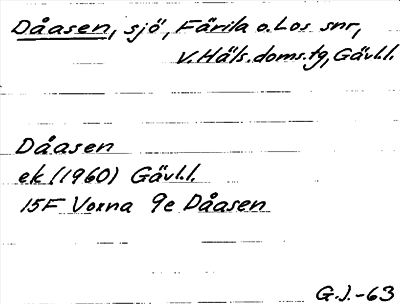 Dåasen, sjö, Färila o. Los snr,
v. Häls. doms.tg, Gävl.l.
Dåasen
ek. (1960) Gävl.l.
15F Voxna 9e Dåasen
G.J.-63